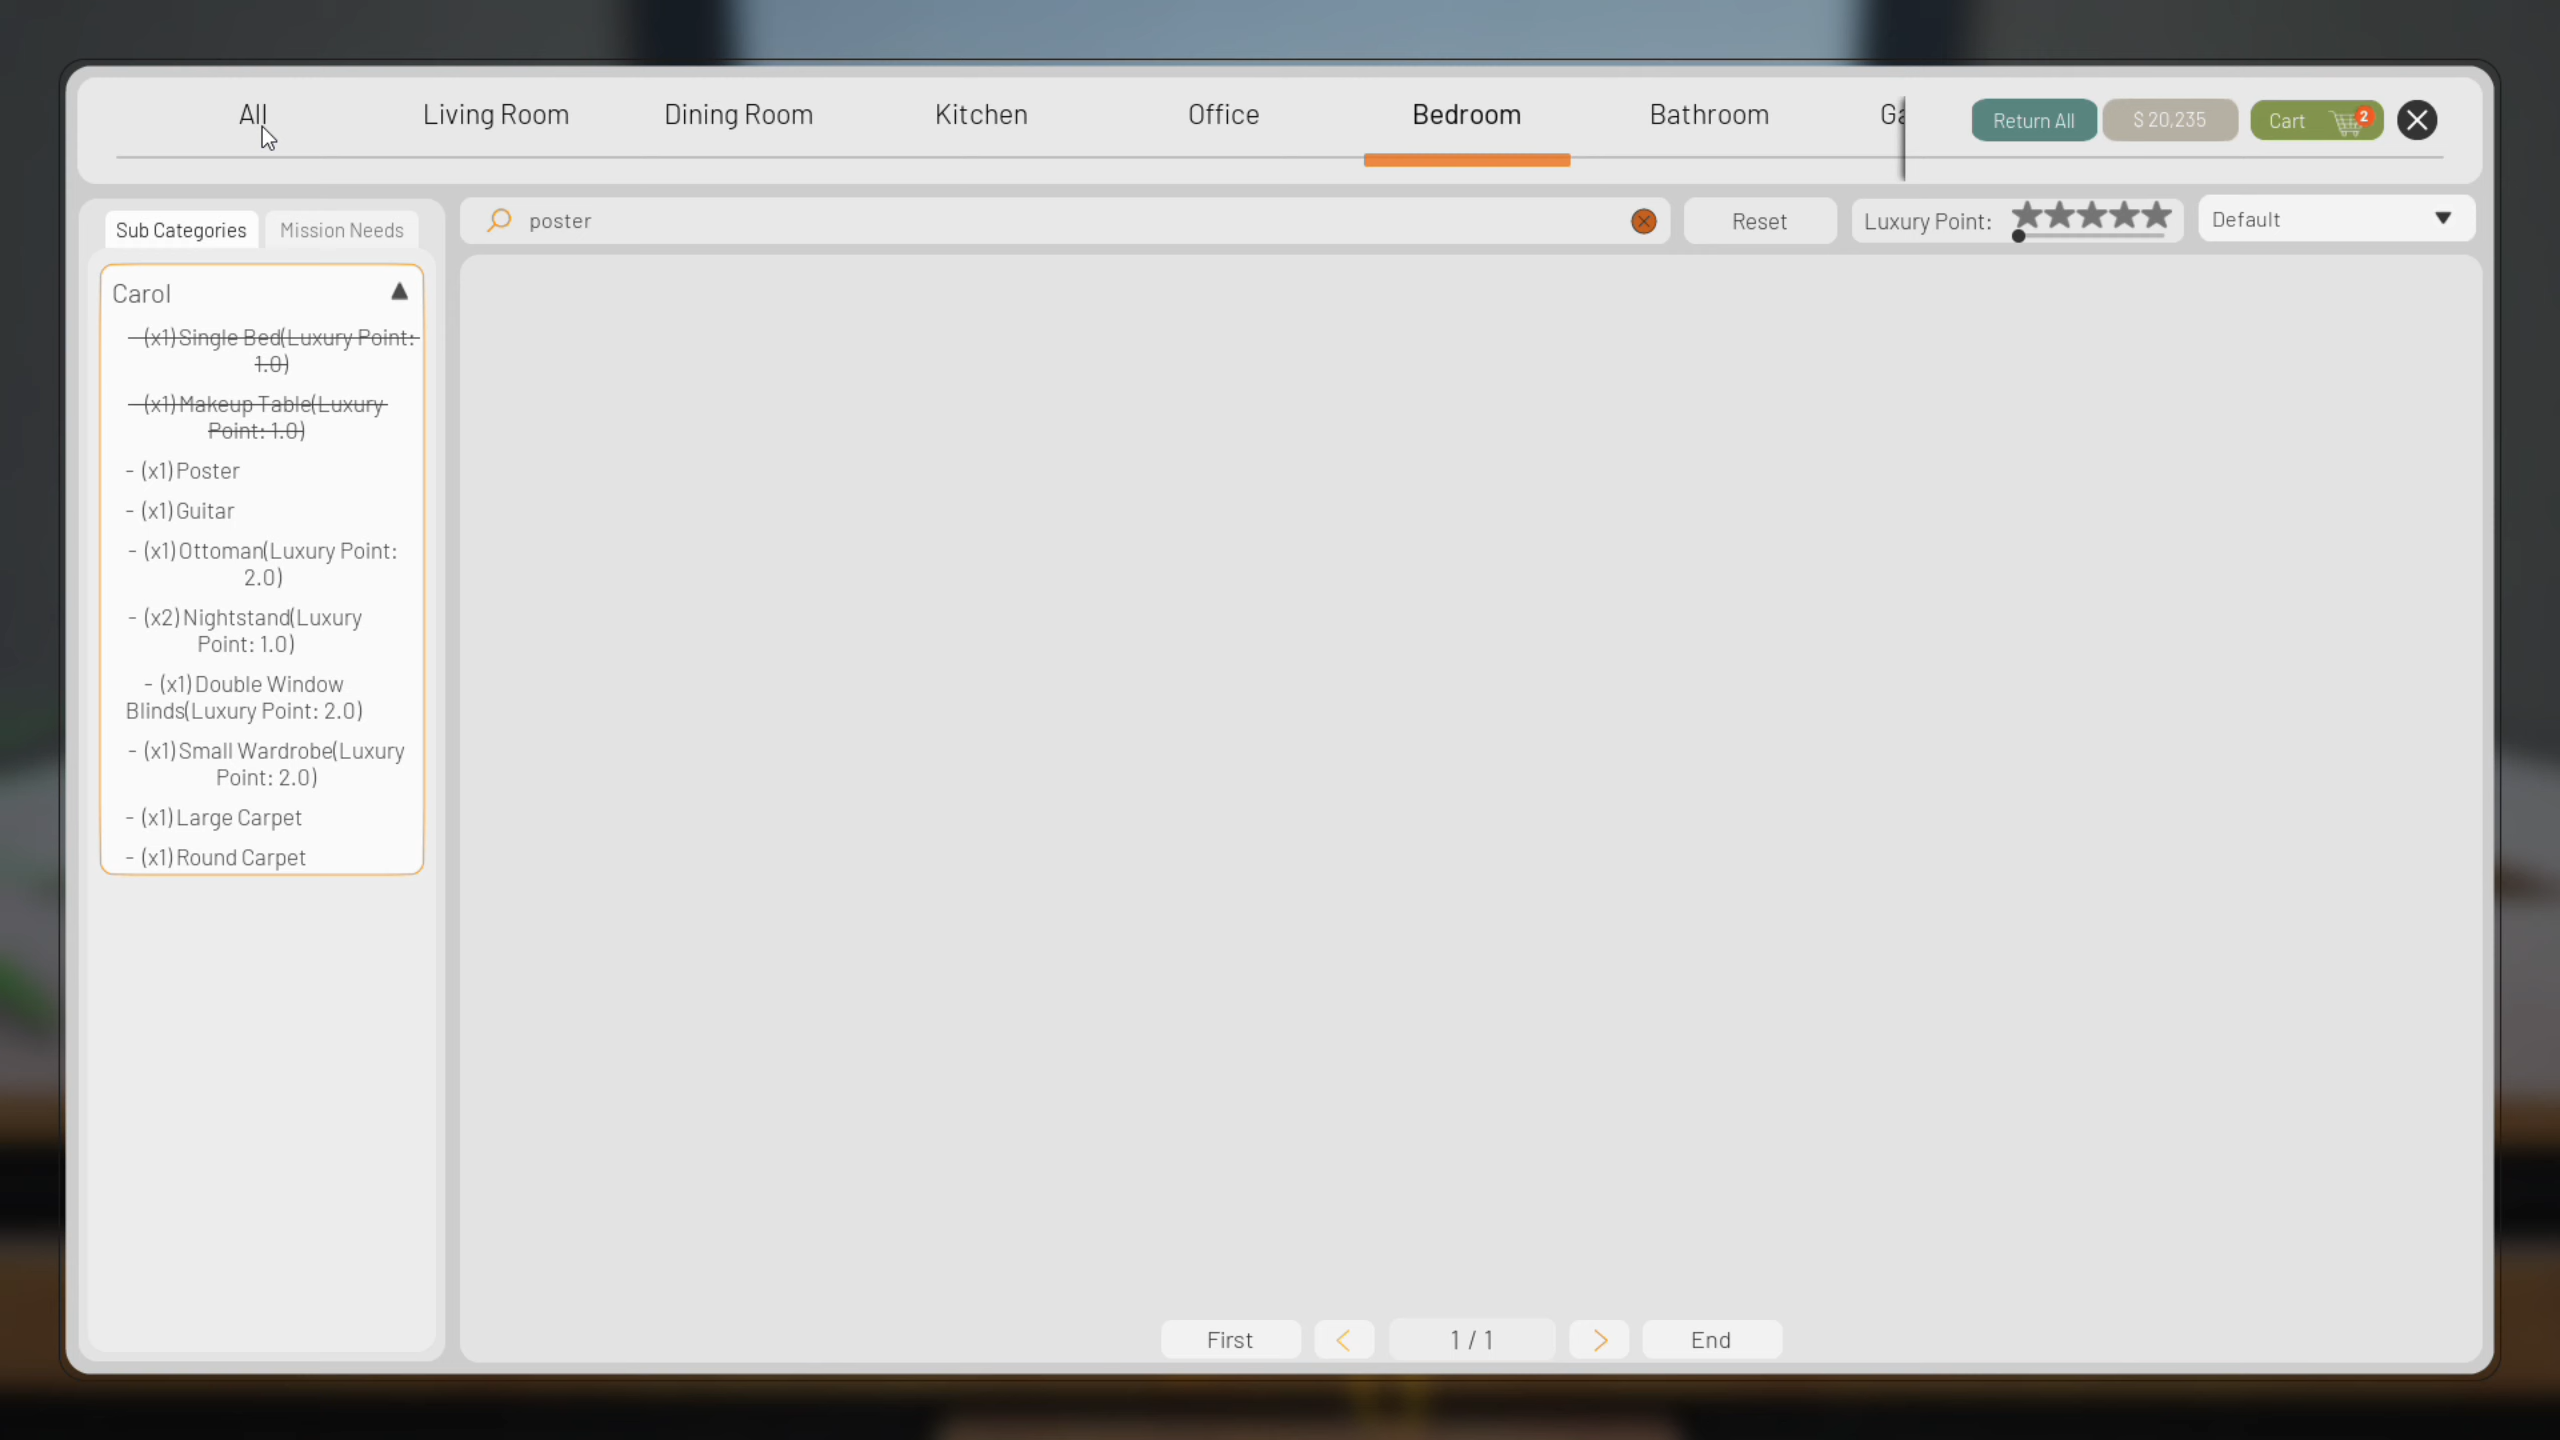 All
Living Room
Dining Room
Kitchen
Office
Bedroom
Bathroom
Ga
Return All
$ 20,235
Cart
2
Sub Categories
Mission Needs
poster
Reset
Luxury Point:
Default
Carol
- (x1)Single Bed(Luxury Point:
1.0)
- (x1)Makeup Table(Luxury
Point: 1.0)
- (x1)Poster
- (x1)Guitar
- (x1)Ottoman(Luxury Point:
2.0)
- (x2)Nightstand(Luxury
Point: 1.0)
- (x1)Double Window
Blinds(Luxury Point: 2.0)
- (x1)Small Wardrobe(Luxury
Point: 2.0)
- (x1)Large Carpet
- (x1)Round Carpet
First
<
1 / 1
>
End